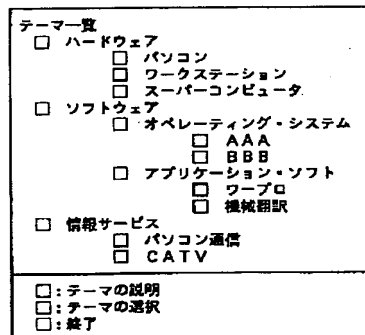 テーマ一覧
□ ハードウェア
□ パソコン
□ ワークステーション
□ スーパーコンピュータ
□ ソフトウェア
□ オペレーティング・システム
□ AAA
□ BBB
□ アプリケーション・ソフト
□ ワープロ
□ 機械翻訳
□ 情報サービス
□ パソコン通信
□ CATV
□:テーマの説明
□:テーマの選択
□:終了